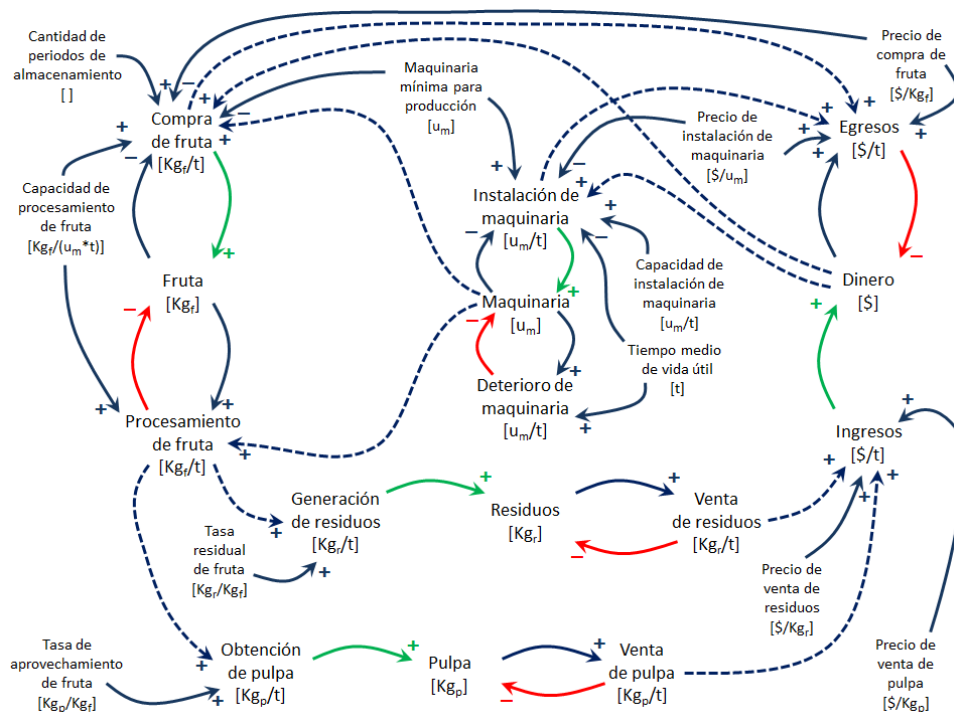 Cantidad de
periodos de
almacenamiento
[ ]
Precio de
compra de
fruta
[$/Kgf]
Maquinaria
mínima para
producción
[um]
Compra
de fruta
[Kgf/t]
Precio de
instalación de
maquinaria
[$/um]
Egresos
[$/t]
Capacidad de
procesamiento
de fruta
[Kgf/(um*t)]
Instalación de
maquinaria
[um/t]
Fruta
[Kgf]
Maquinaria
[um]
Capacidad de
instalación de
maquinaria
[um/t]
Dinero
[$]
Tiempo medio
de vida útil
[t]
Deterioro de
maquinaria
[um/t]
Procesamiento
de fruta
[Kgf/t]
Ingresos
[$/t]
Generación
de residuos
[Kgr/t]
Residuos
[Kgr]
Venta
de residuos
[Kgr/t]
Tasa
residual
de fruta
[Kgr/Kgf]
Precio de
venta de
residuos
[$/Kgr]
Tasa de
aprovechamiento
de fruta
[Kgp/Kgf]
Obtención
de pulpa
[Kgp/t]
Pulpa
[Kgp]
Venta
de pulpa
[Kgp/t]
Precio de
venta de
pulpa
[$/Kgp]